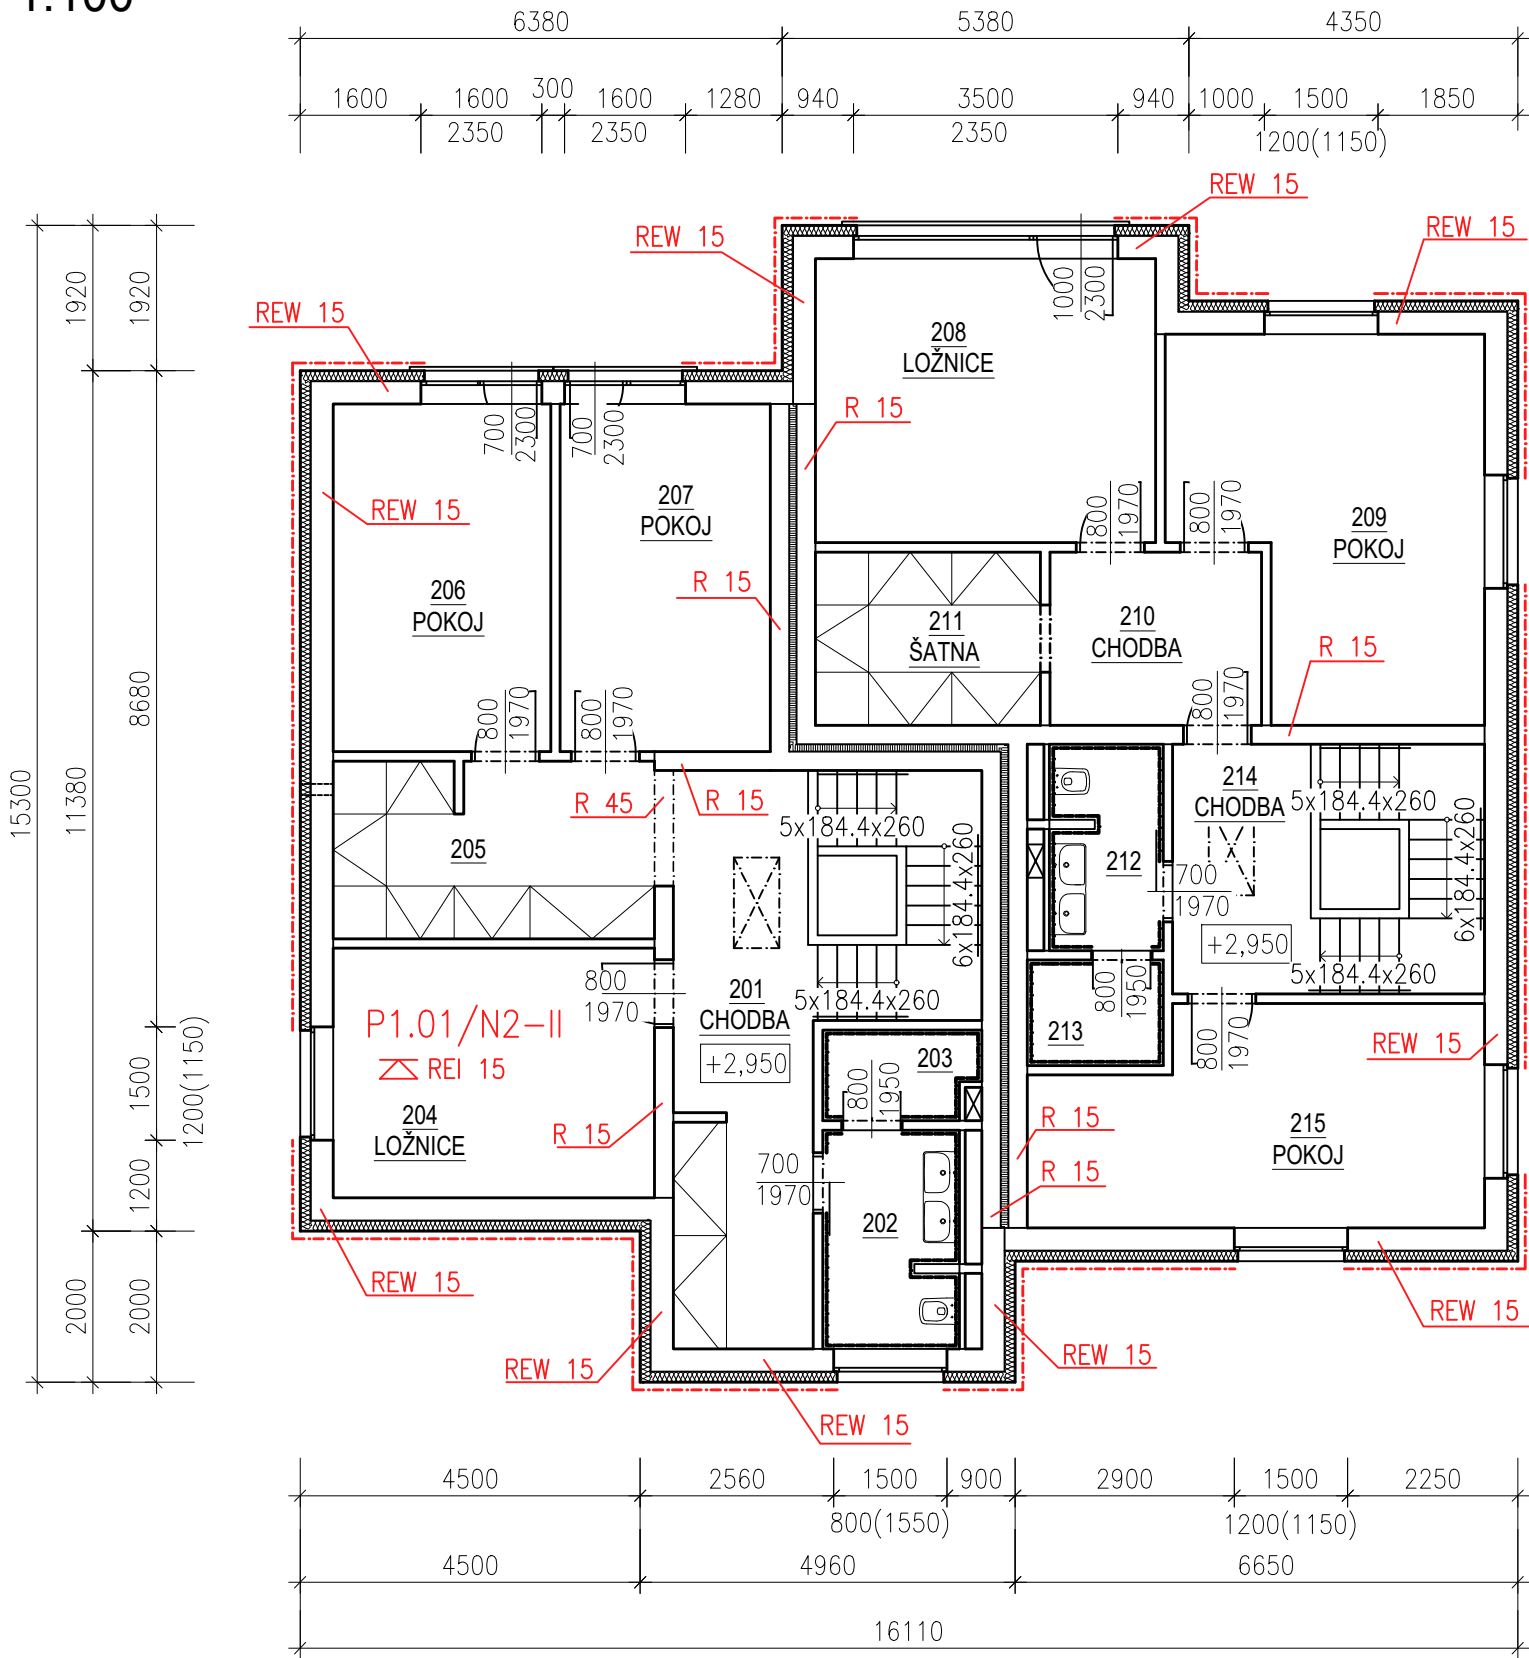 1:100
6380
5380
4350
1600
1600
300
1600
1280
940
3500
940
1000
1500
1850
2350
2350
2350
1200(1150)
REW 15
REW 15
REW 15
REW 15
1000
2300
208
LOŽNICE
1920
1920
700
2300
700
2300
R 15
REW 15
207
POKOJ
800
1970
800
1970
209
POKOJ
206
POKOJ
R 15
211
ŠATNA
210
CHODBA
R 15
8680
11380
15300
800
1970
800
1970
800
1970
R 45
R 15
5x184.4x260
6x184.4x260
214
CHODBA
5x184.4x260
6x184.4x260
205
212
700
1970
+2,950
5x184.4x260
800
1970
201
CHODBA
+2,950
5x184.4x260
800
1950
213
800
1970
P1.01/N2-II
REI 15
203
800
1950
REW 15
204
LOŽNICE
R 15
R 15
215
POKOJ
1500
1200(1150)
1200
700
1970
R 15
202
2000
2000
REW 15
REW 15
REW 15
REW 15
REW 15
4500
2560
1500
900
2900
1500
2250
800(1550)
1200(1150)
4500
4960
6650
16110